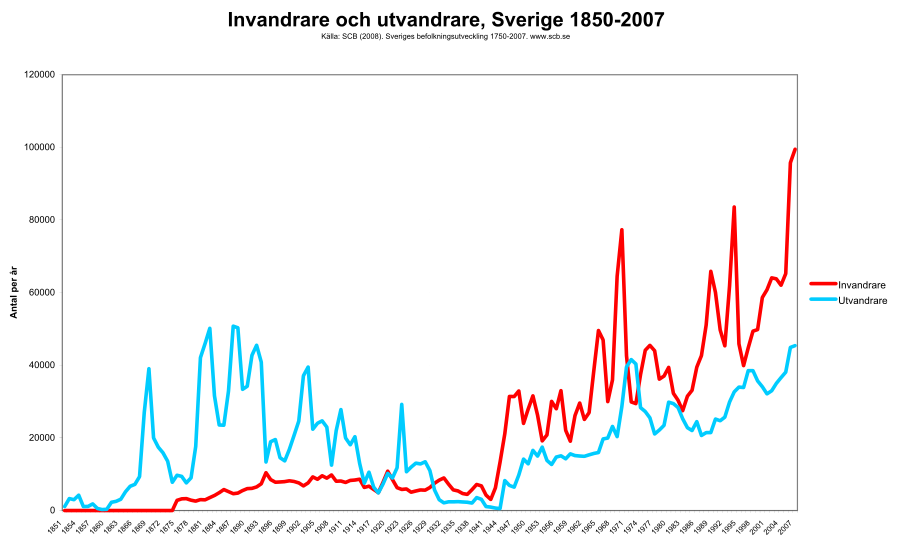 Invandrare och utvandrare, Sverige 1850-2007
Källa: SCB (2008). Sveriges befolkningsutveckling 1750-2007. www.scb.se
120000
100000
80000
60000
40000
20000
0
Antal per år
Invandrare
Utvandrare
1851 1854 1857 1860 1863 1866 1869 1872 1875 1878 1881 1884 1887 1890 1893 1896 1899 1902 1905 1908 1911 1914 1917 1920 1923 1926 1929 1932 1935 1938 1941 1944 1947 1950 1953 1956 1959 1962 1965 1968 1971 1974 1977 1980 1983 1986 1989 1992 1995 1998 2001 2004 2007